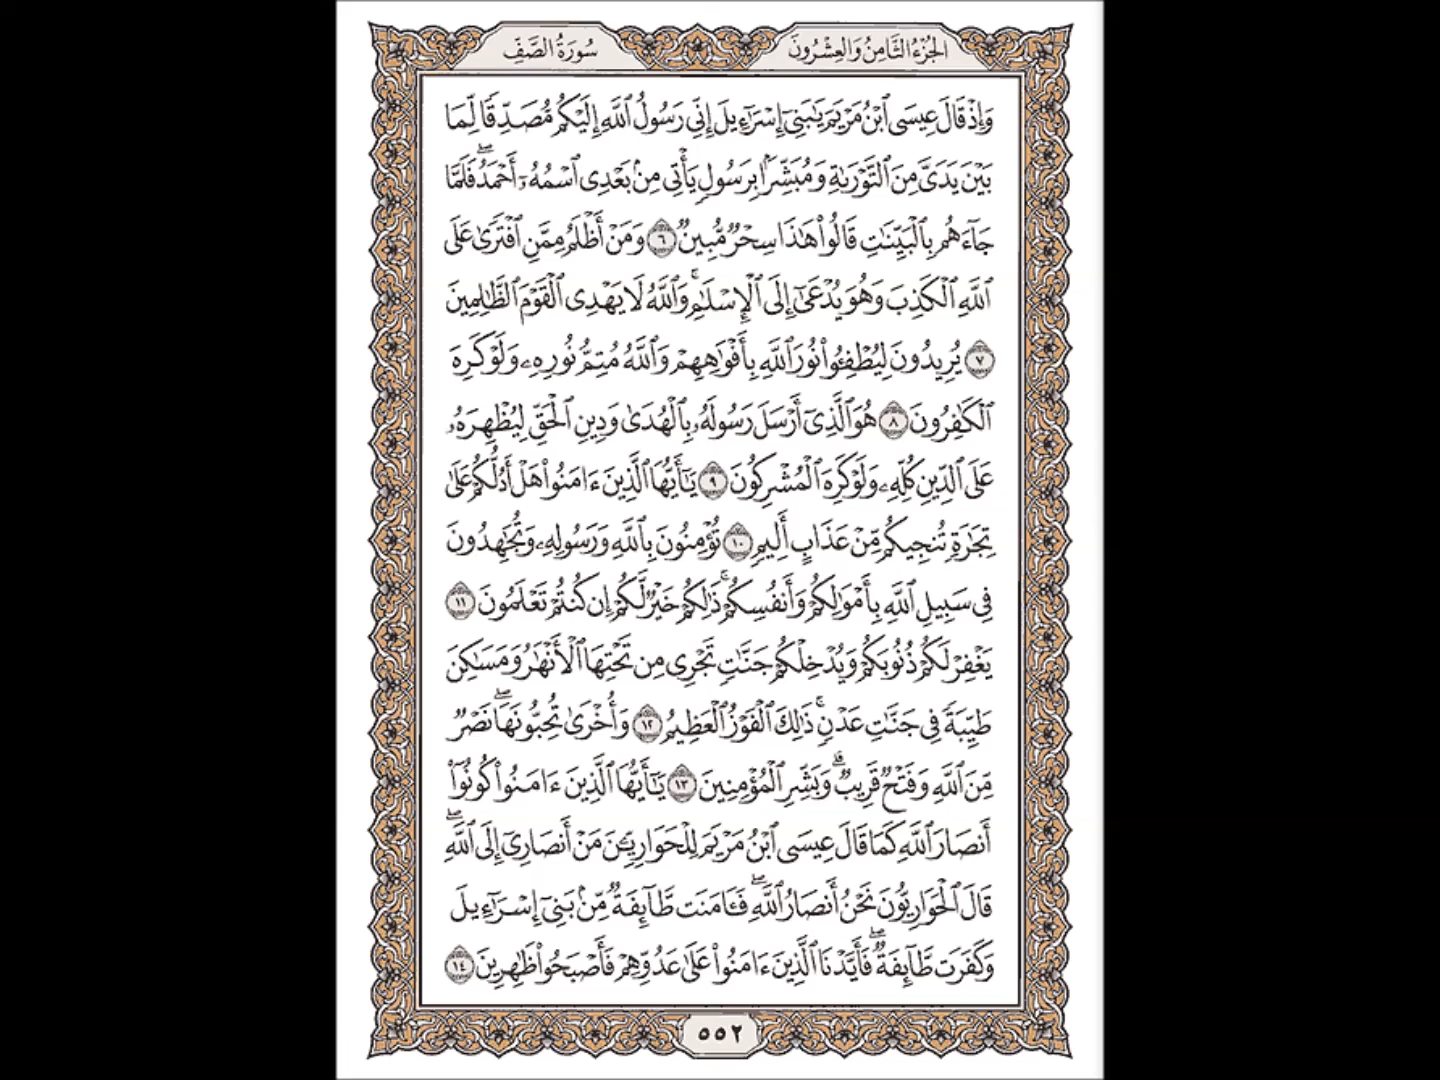 الجُزْءُ الثَّامِنُ وَالعِشْرُونَ
سُورَةُ الصَّفِّ
وَإِذْ قَالَ عِيسَى ٱبْنُ مَرْيَمَ يَٰبَنِىٓ إِسْرَٰٓءِيلَ إِنِّى رَسُولُ ٱللَّهِ إِلَيْكُم مُّصَدِّقًا لِّمَا
بَيْنَ يَدَىَّ مِنَ ٱلتَّوْرَىٰةِ وَمُبَشِّرًۢا بِرَسُولٍ يَأْتِى مِنۢ بَعْدِى ٱسْمُهُۥٓ أَحْمَدُ ۖ فَلَمَّا
جَآءَهُم بِٱلْبَيِّنَٰتِ قَالُوا۟ هَٰذَا سِحْرٌ مُّبِينٌ ٦ وَمَنْ أَظْلَمُ مِمَّنِ ٱفْتَرَىٰ عَلَى
ٱللَّهِ ٱلْكَذِبَ وَهُوَ يُدْعَىٰٓ إِلَى ٱلْإِسْلَٰمِ ۚ وَٱللَّهُ لَا يَهْدِى ٱلْقَوْمَ ٱلظَّٰلِمِينَ
٧ يُرِيدُونَ لِيُطْفِـُٔوا۟ نُورَ ٱللَّهِ بِأَفْوَٰهِهِمْ وَٱللَّهُ مُتِمُّ نُورِهِۦ وَلَوْ كَرِهَ
ٱلْكَٰفِرُونَ ٨ هُوَ ٱلَّذِىٓ أَرْسَلَ رَسُولَهُۥ بِٱلْهُدَىٰ وَدِينِ ٱلْحَقِّ لِيُظْهِرَهُۥ
عَلَى ٱلدِّينِ كُلِّهِۦ وَلَوْ كَرِهَ ٱلْمُشْرِكُونَ ٩ يَٰٓأَيُّهَا ٱلَّذِينَ ءَامَنُوا۟ هَلْ أَدُلُّكُمْ عَلَىٰ
تِجَٰرَةٍ تُنجِيكُم مِّنْ عَذَابٍ أَلِيمٍ ١٠ تُؤْمِنُونَ بِٱللَّهِ وَرَسُولِهِۦ وَتُجَٰهِدُونَ
فِى سَبِيلِ ٱللَّهِ بِأَمْوَٰلِكُمْ وَأَنفُسِكُمْ ۚ ذَٰلِكُمْ خَيْرٌ لَّكُمْ إِن كُنتُمْ تَعْلَمُونَ ١١
يَغْفِرْ لَكُمْ ذُنُوبَكُمْ وَيُدْخِلْكُمْ جَنَّٰتٍ تَجْرِى مِن تَحْتِهَا ٱلْأَنْهَٰرُ وَمَسَٰكِنَ
طَيِّبَةً فِى جَنَّٰتِ عَدْنٍ ۚ ذَٰلِكَ ٱلْفَوْزُ ٱلْعَظِيمُ ١٢ وَأُخْرَىٰ تُحِبُّونَهَا ۖ نَصْرٌ
مِّنَ ٱللَّهِ وَفَتْحٌ قَرِيبٌ ۗ وَبَشِّرِ ٱلْمُؤْمِنِينَ ١٣ يَٰٓأَيُّهَا ٱلَّذِينَ ءَامَنُوا۟ كُونُوٓا۟
أَنصَارَ ٱللَّهِ كَمَا قَالَ عِيسَى ٱبْنُ مَرْيَمَ لِلْحَوَارِيِّۦنَ مَنْ أَنصَارِىٓ إِلَى ٱللَّهِ ۖ
قَالَ ٱلْحَوَارِيُّونَ نَحْنُ أَنصَارُ ٱللَّهِ ۖ فَـَٔامَنَت طَّآئِفَةٌ مِّنۢ بَنِىٓ إِسْرَٰٓءِيلَ
وَكَفَرَت طَّآئِفَةٌ ۖ فَأَيَّدْنَا ٱلَّذِينَ ءَامَنُوا۟ عَلَىٰ عَدُوِّهِمْ فَأَصْبَحُوا۟ ظَٰهِرِينَ ١٤
٥٥٢